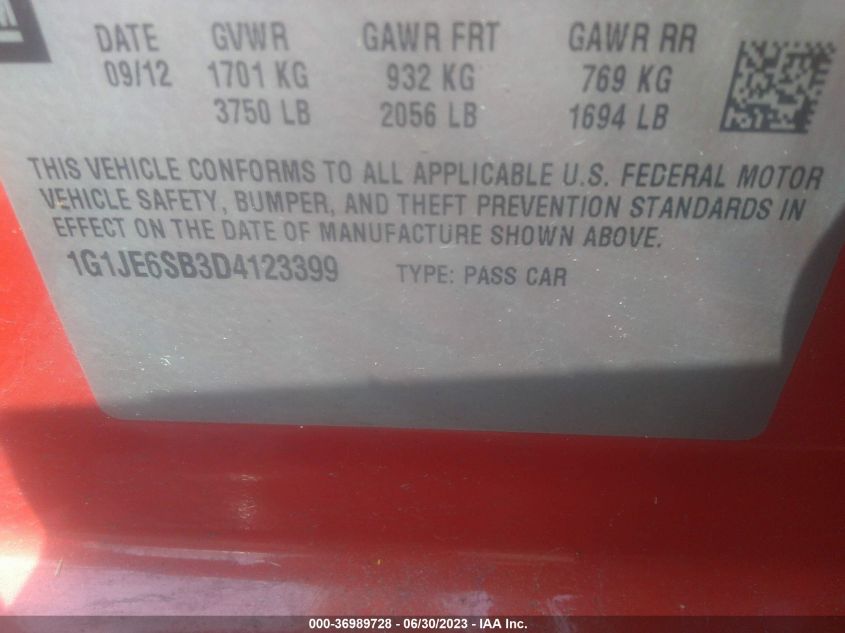 DATE GVWR GAWR FRT GAWR RR
09/12 1701 KG 932 KG 769 KG
3750 LB 2056 LB 1694 LB
THIS VEHICLE CONFORMS TO ALL APPLICABLE U.S. FEDERAL MOTOR
VEHICLE SAFETY, BUMPER, AND THEFT PREVENTION STANDARDS IN
EFFECT ON THE DATE OF MANUFACTURE SHOWN ABOVE.
1G1JE6SB3D4123399 TYPE: PASS CAR
000-36989728 - 06/30/2023 - IAA Inc.